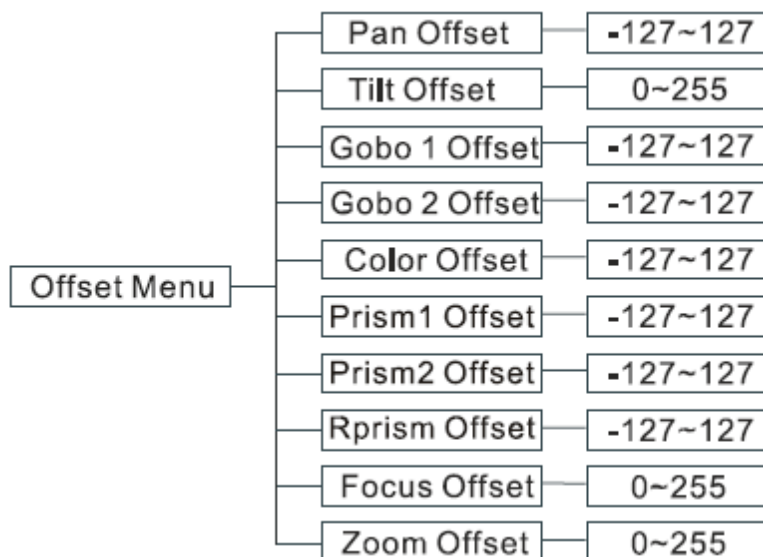 Pan Offset -127~127
Tilt Offset 0~255
Gobo 1 Offset -127~127
Gobo 2 Offset -127~127
Color Offset -127~127
Offset Menu
Prism1 Offset -127~127
Prism2 Offset -127~127
Rprism Offset -127~127
Focus Offset 0~255
Zoom Offset 0~255